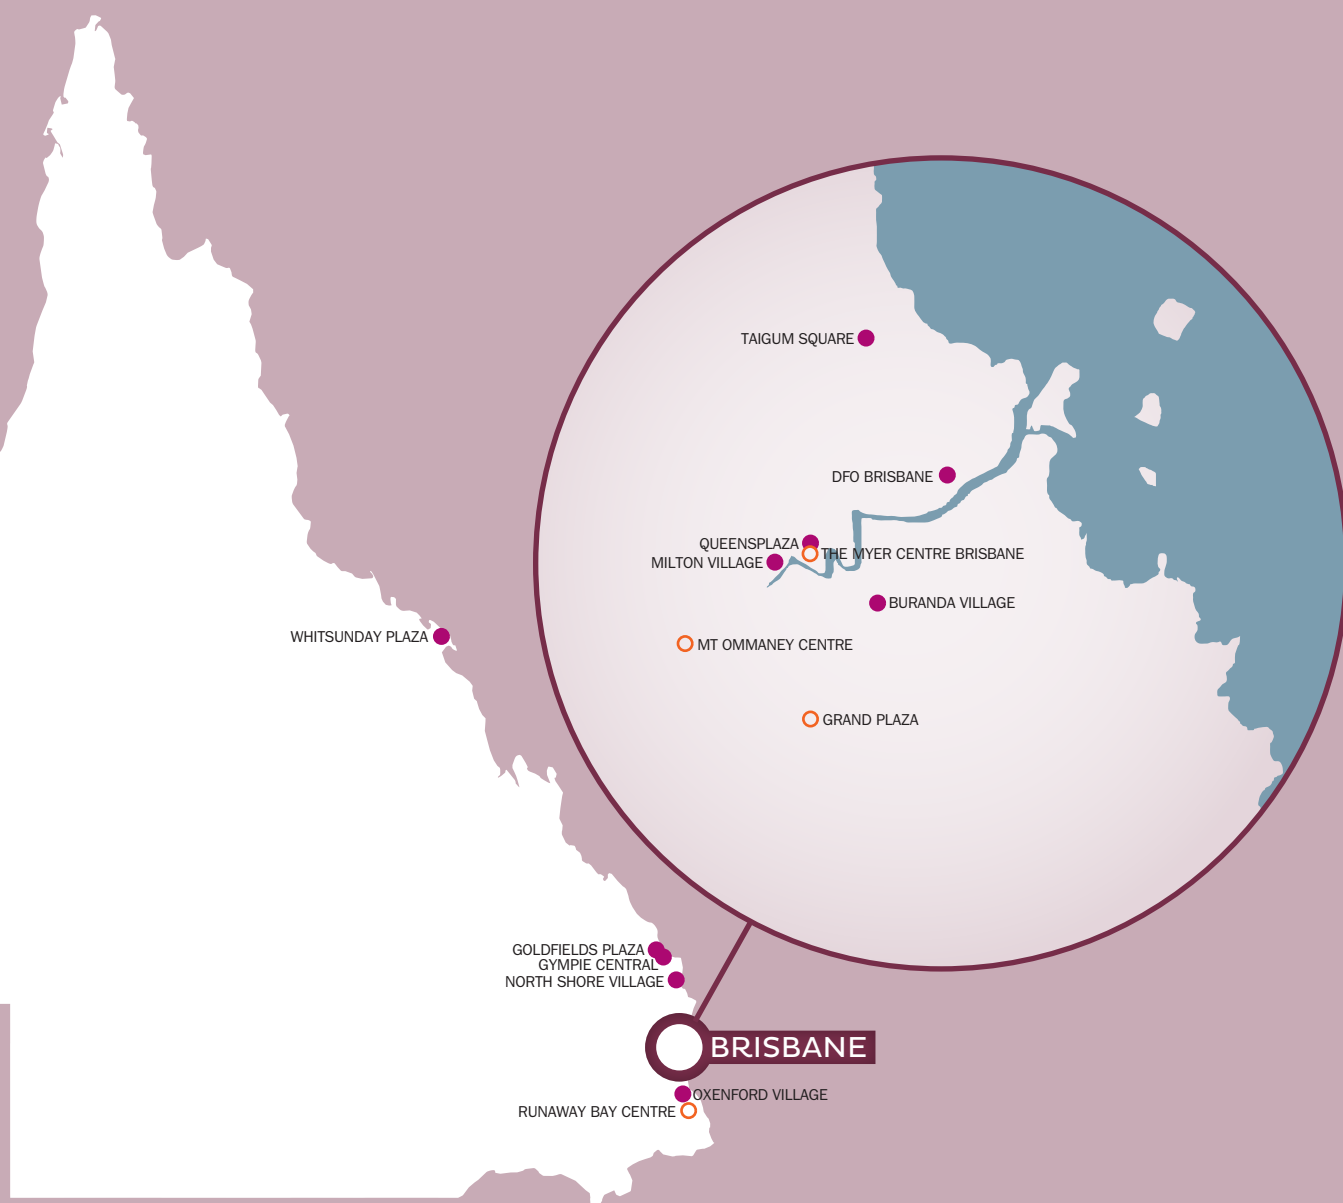 TAIGUM SQUARE
DFO BRISBANE
QUEENSPLAZA
THE MYER CENTRE BRISBANE
MILTON VILLAGE
BURANDA VILLAGE
WHITSUNDAY PLAZA
MT OMMANEY CENTRE
GRAND PLAZA
GOLDFIELDS PLAZA
GYMPIE CENTRAL
NORTH SHORE VILLAGE
BRISBANE
OXENFORD VILLAGE
RUNAWAY BAY CENTRE